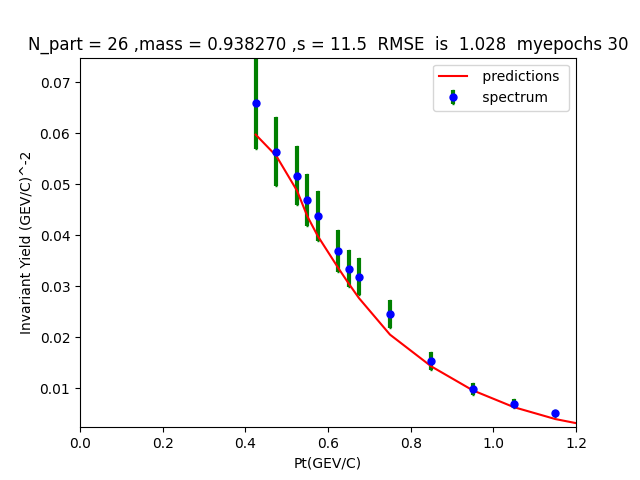 N_part = 26 ,mass = 0.938270 ,s = 11.5  RMSE  is  1.028  myepochs 30
predictions
spectrum
0.07
0.06
0.05
0.04
0.03
0.02
0.01
Invariant Yield (GEV/C)^-2
0.0 0.2 0.4 0.6 0.8 1.0 1.2
Pt(GEV/C)